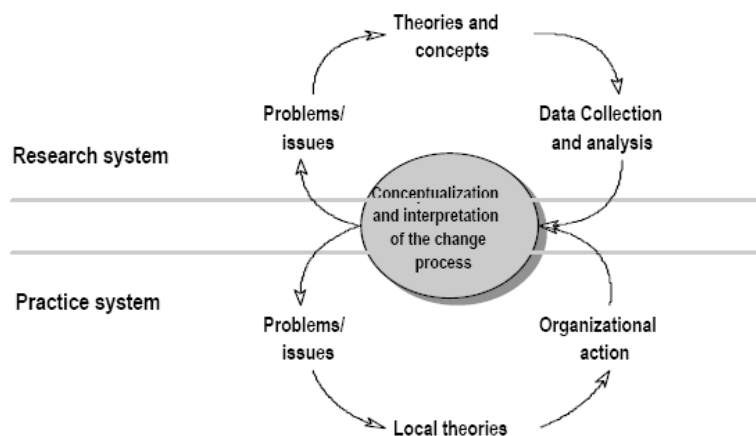 Theories and
concepts
Problems/
issues
Data Collection
and analysis
Research system
Conceptualization
and interpretation
of the change
process
Practice system
Problems/
issues
Organizational
action
Local theories